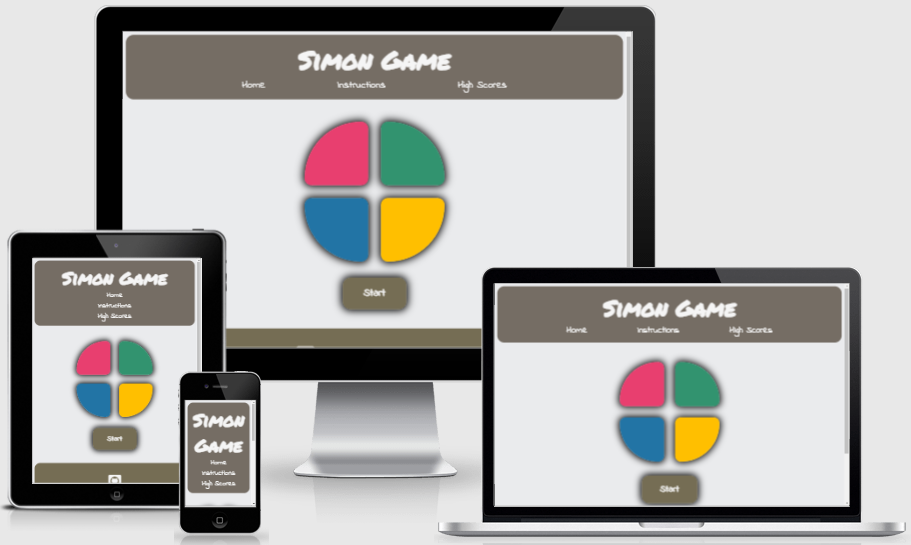 Simon Game
Home Instructions High Scores
Start
Simon Game
Home
Instructions
High Scores
Start
Simon
Game
Home
Instructions
High Scores
Simon Game
Home Instructions High Scores
Start